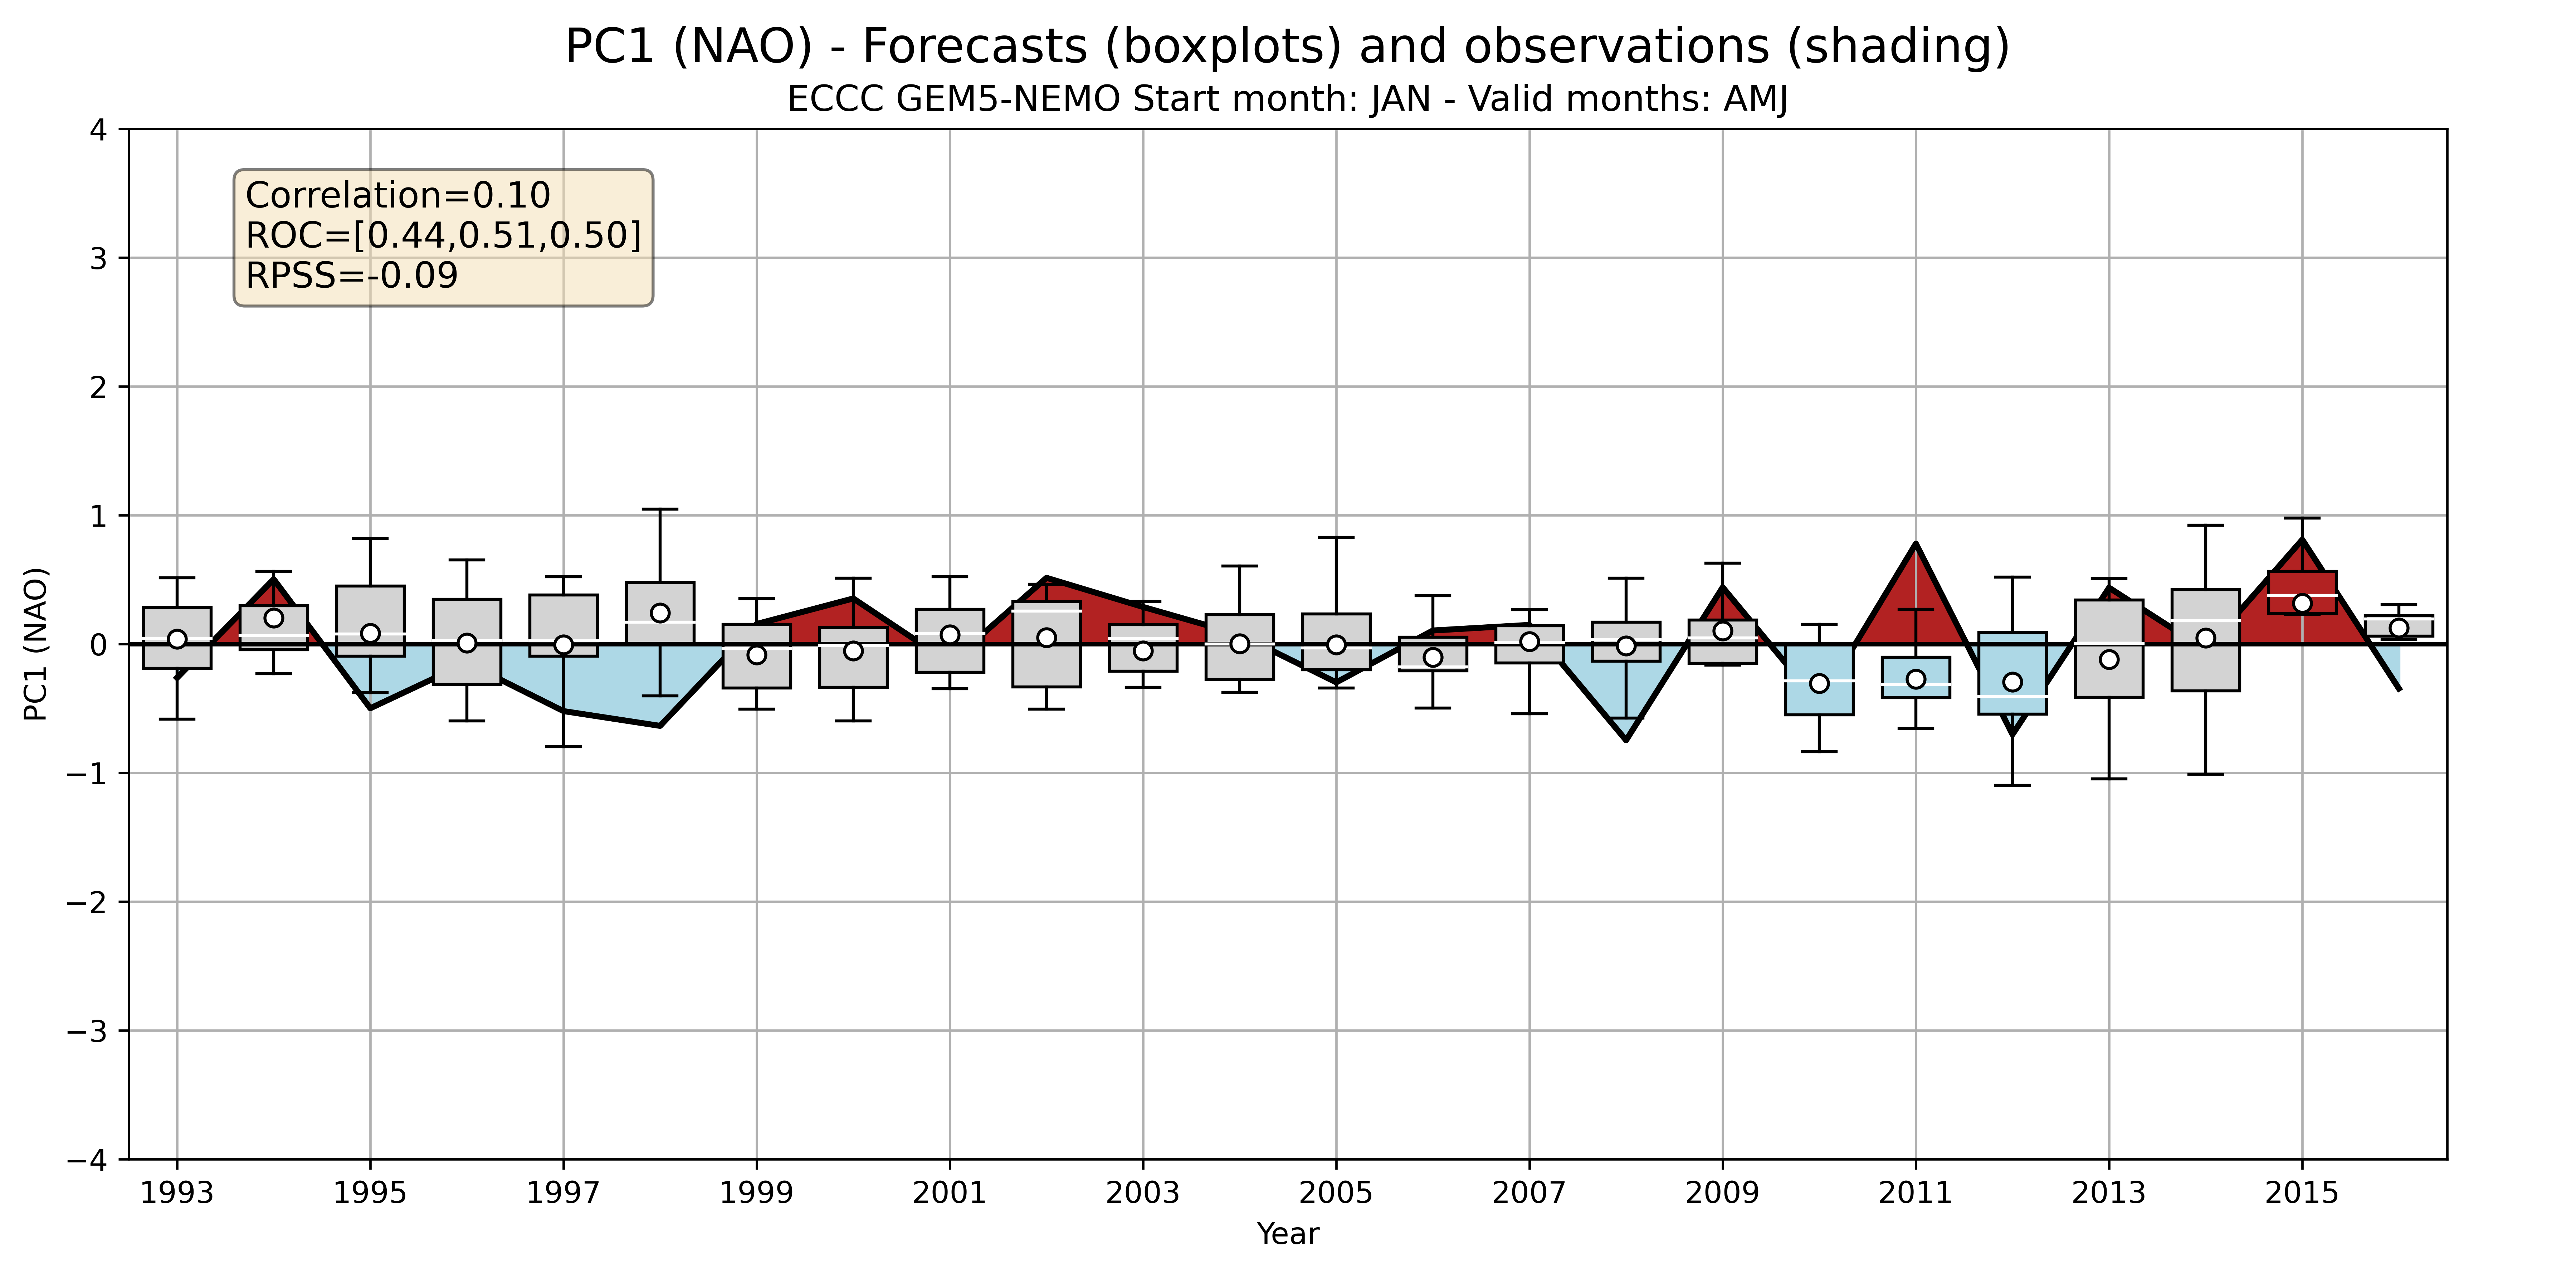 PC1 (NAO) - Forecasts (boxplots) and observations (shading)
ECCC GEM5-NEMO Start month: JAN - Valid months: AMJ
Correlation=0.10
ROC=[0.44,0.51,0.50]
RPSS=-0.09
PC1 (NAO)
4
3
2
1
0
−1
−2
−3
−4
1993 1995 1997 1999 2001 2003 2005 2007 2009 2011 2013 2015
Year